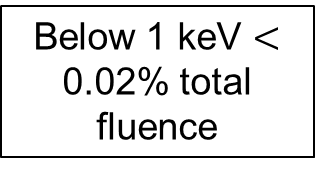 Below 1 keV <
0.02% total
fluence